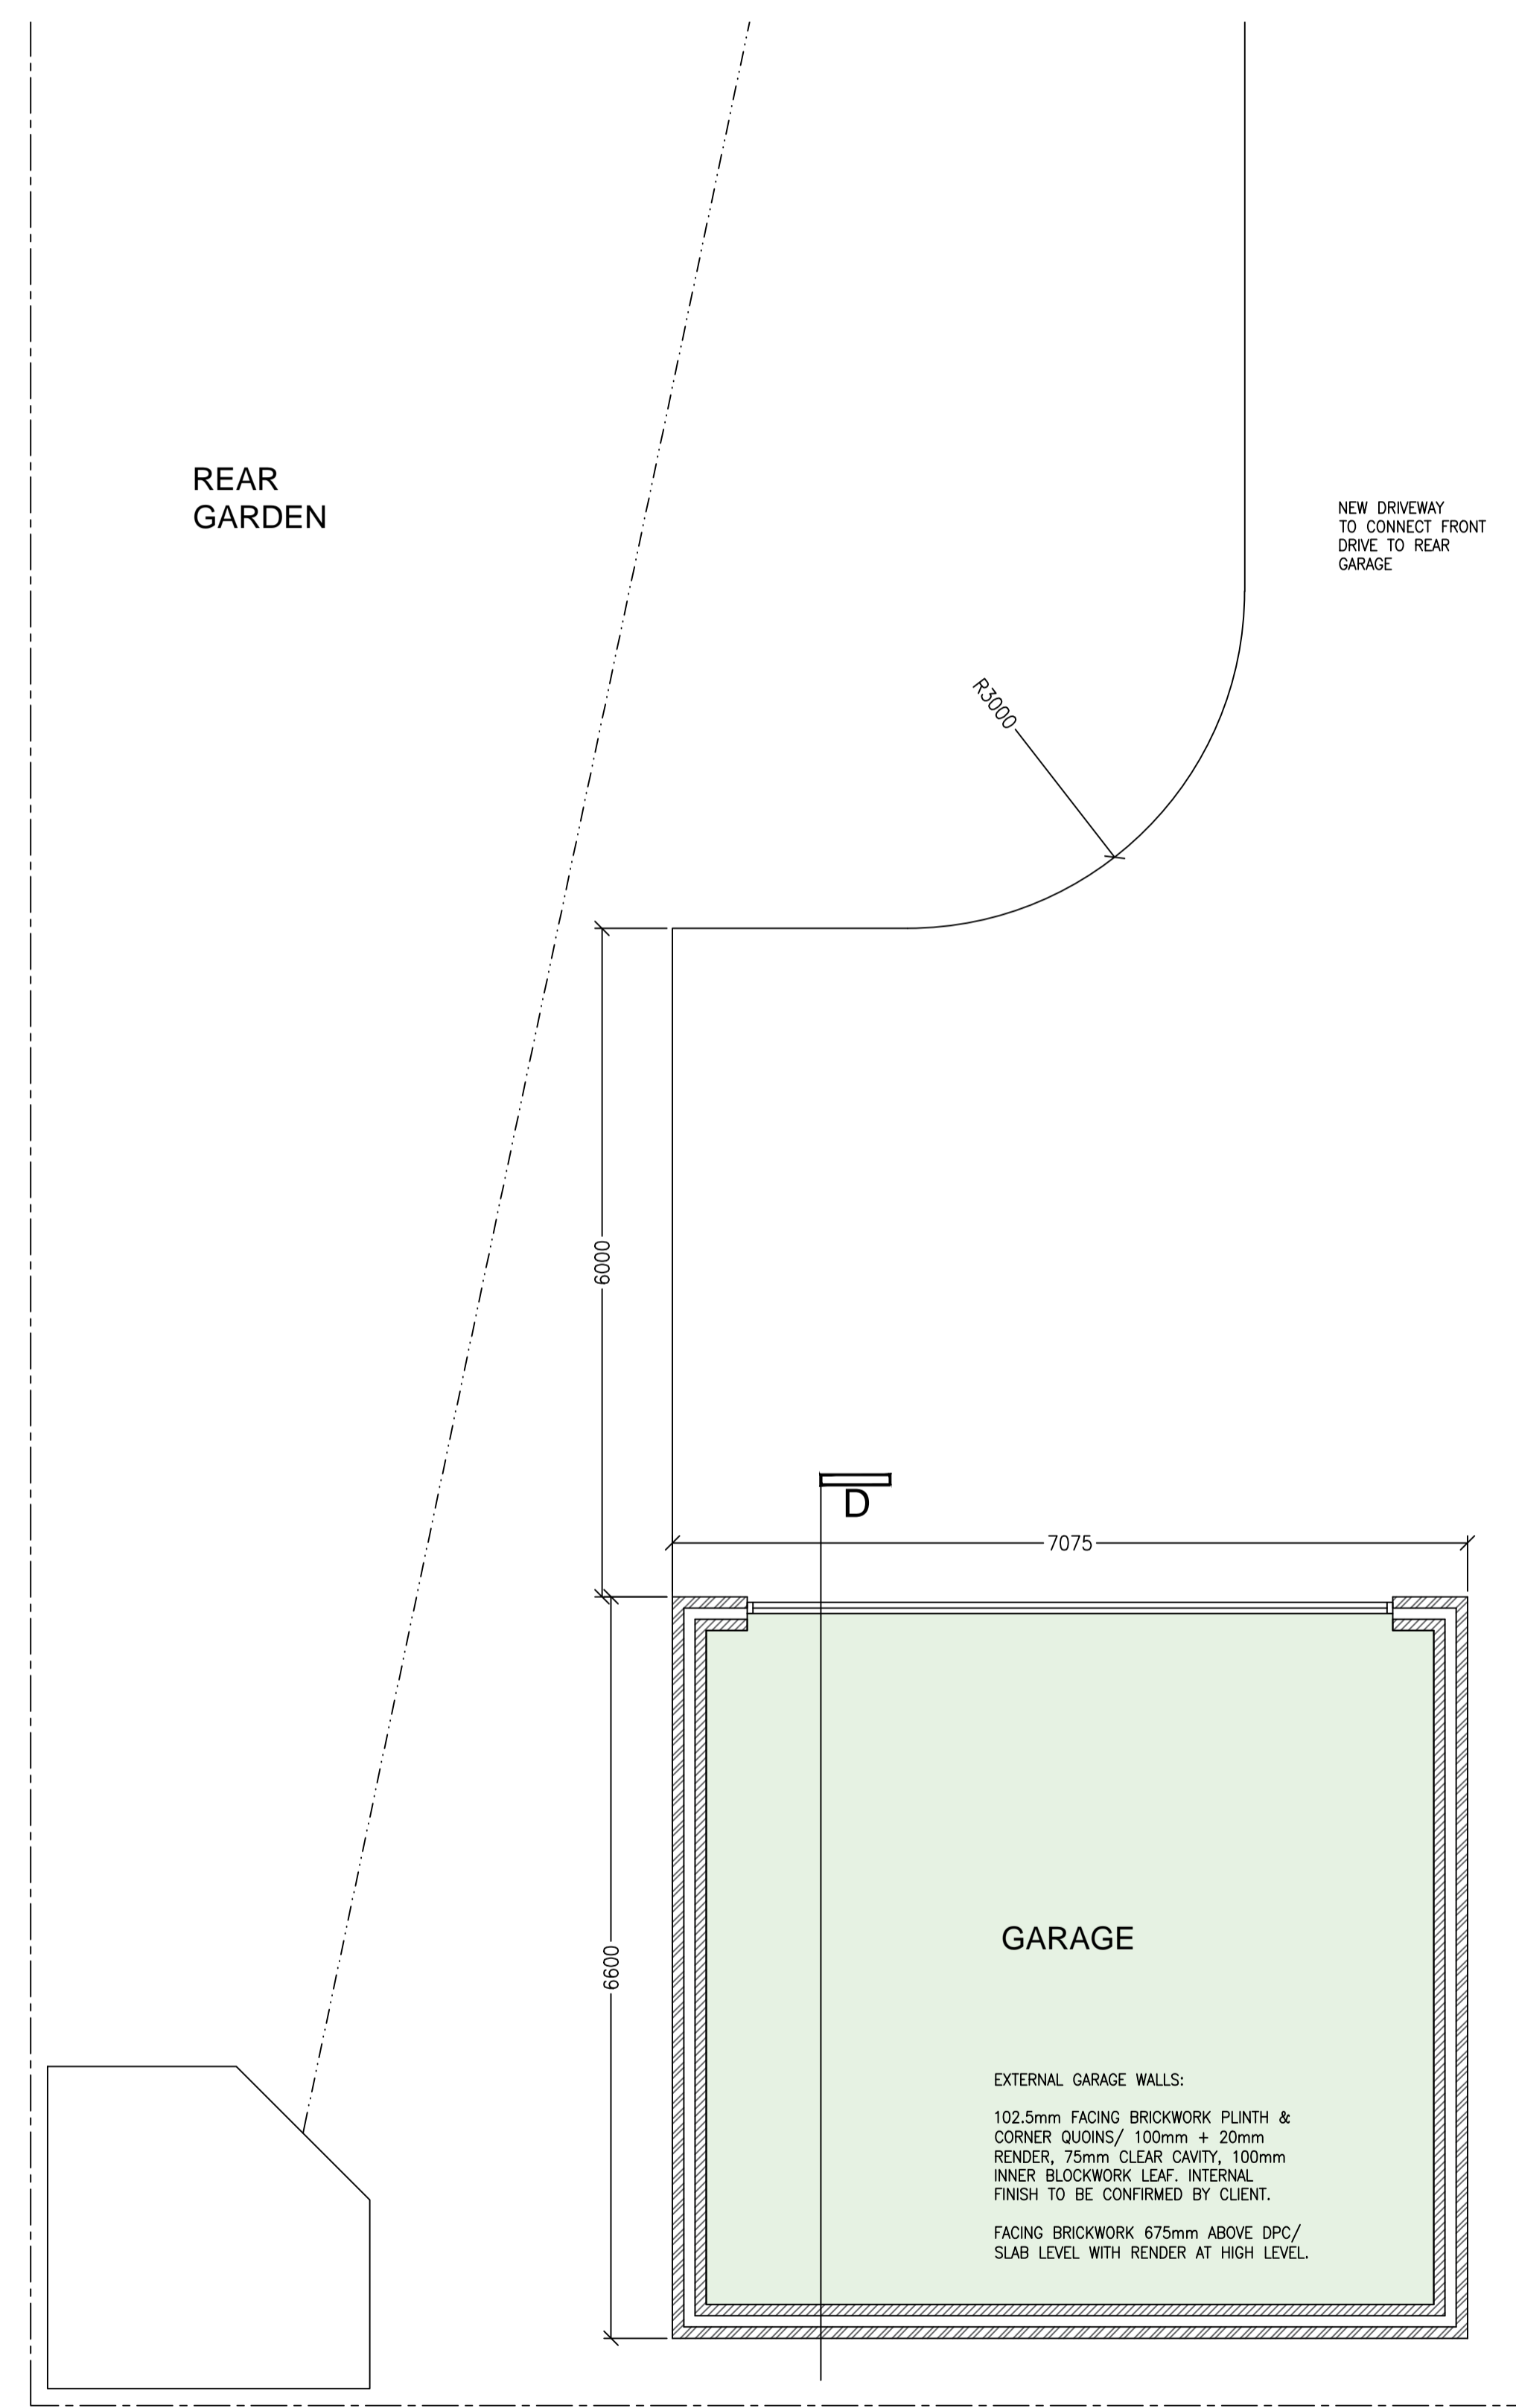 REAR
GARDEN
NEW DRIVEWAY
TO CONNECT FRONT
DRIVE TO REAR
GARAGE
R3000
6000
D
7075
6600
GARAGE
EXTERNAL GARAGE WALLS:
102.5mm FACING BRICKWORK PLINTH &
CORNER QUOINS/ 100mm + 20mm
RENDER, 75mm CLEAR CAVITY, 100mm
INNER BLOCKWORK LEAF. INTERNAL
FINISH TO BE CONFIRMED BY CLIENT.
FACING BRICKWORK 675mm ABOVE DPC/
SLAB LEVEL WITH RENDER AT HIGH LEVEL.